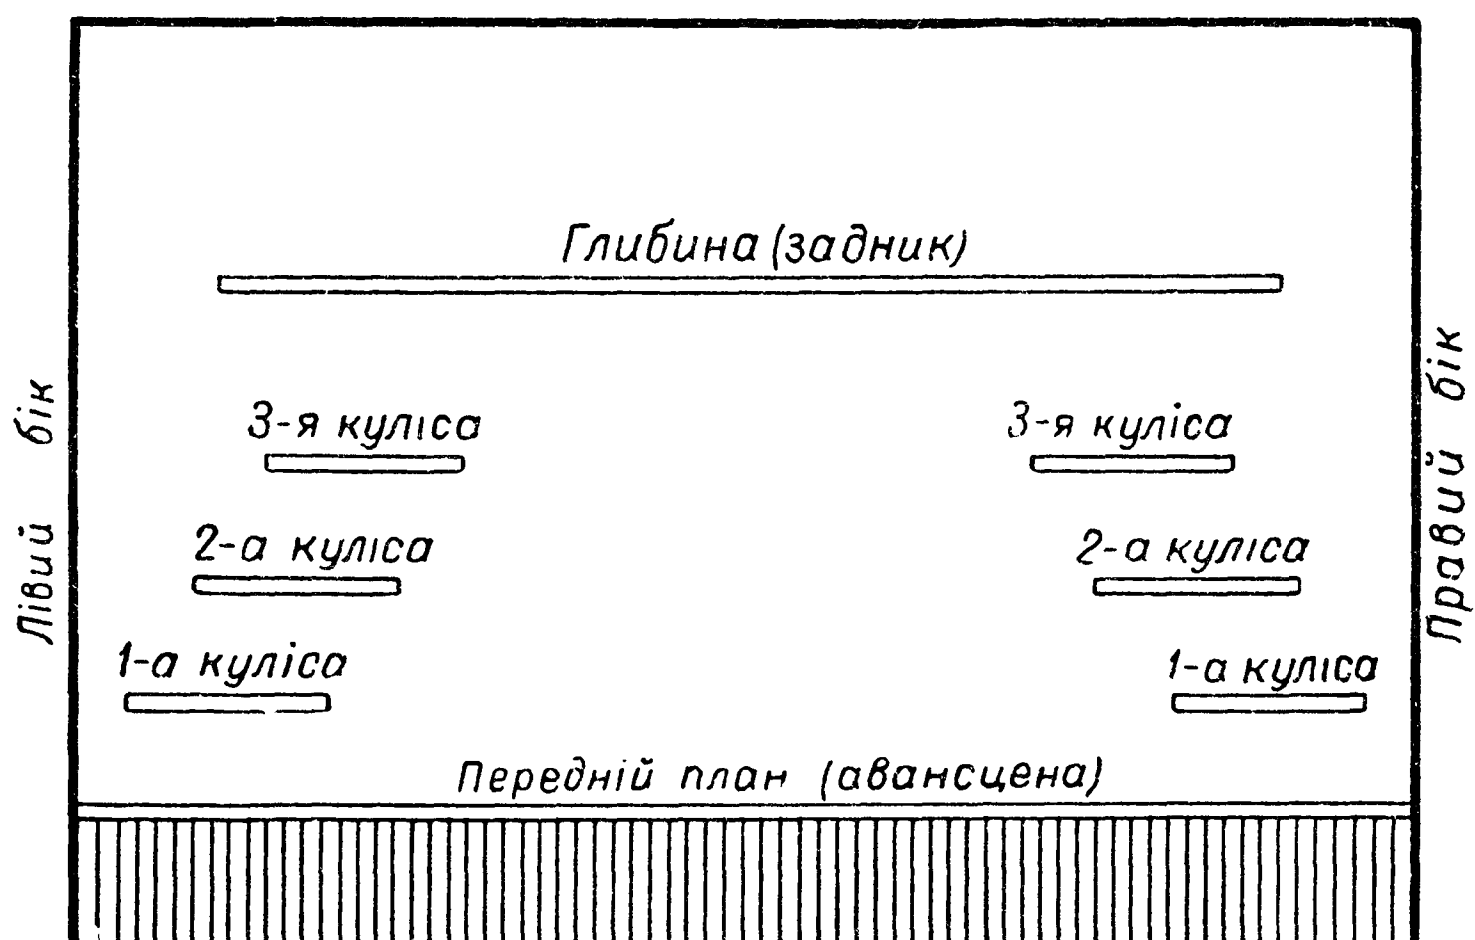 Глибина (задник)
Лівий бік
Правий бік
3-я куліса
3-я куліса
2-а куліса
2-а куліса
1-а куліса
1-а куліса
Передній план (авансцена)